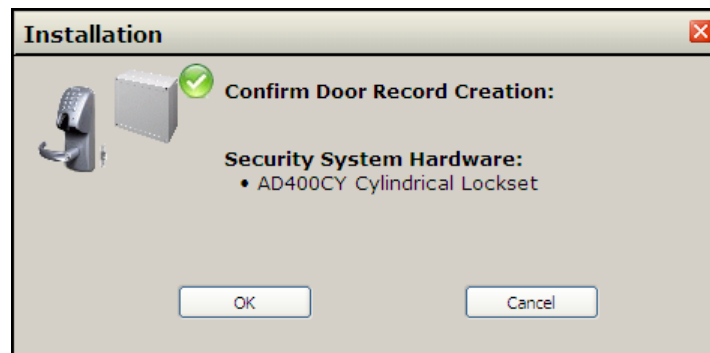 Installation
Confirm Door Record Creation:
Security System Hardware:
• AD400CY Cylindrical Lockset
OK
Cancel